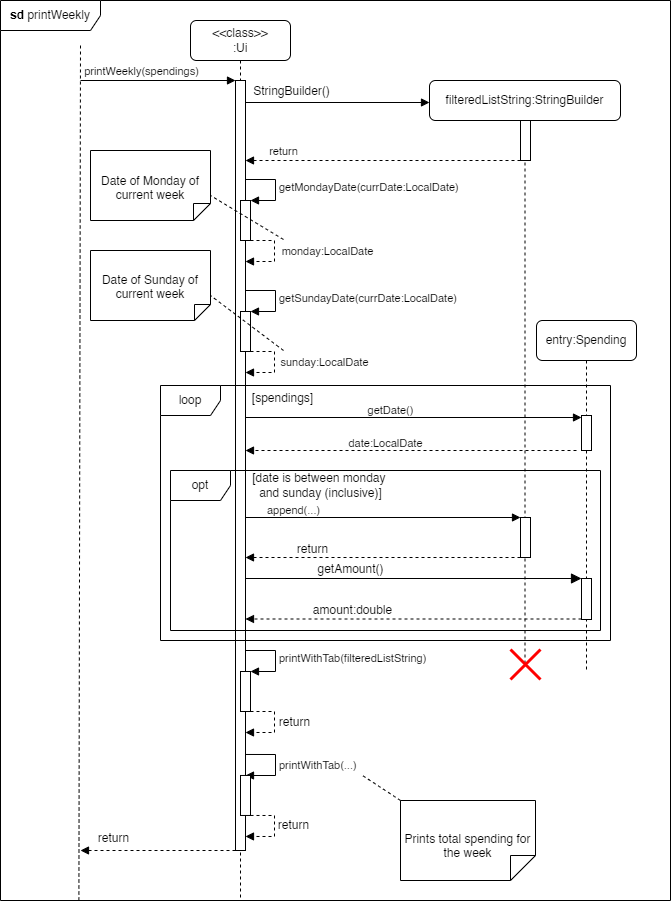 sd printWeekly
<<class>>
:Ui
printWeekly(spendings)
StringBuilder()
filteredListString:StringBuilder
return
Date of Monday of
current week
getMondayDate(currDate:LocalDate)
monday:LocalDate
Date of Sunday of
current week
getSundayDate(currDate:LocalDate)
entry:Spending
sunday:LocalDate
loop
[spendings]
getDate()
date:LocalDate
opt
[date is between monday
and sunday (inclusive)]
append(...)
return
getAmount()
amount:double
printWithTab(filteredListString)
return
printWithTab(...)
return
return
Prints total spending for
the week